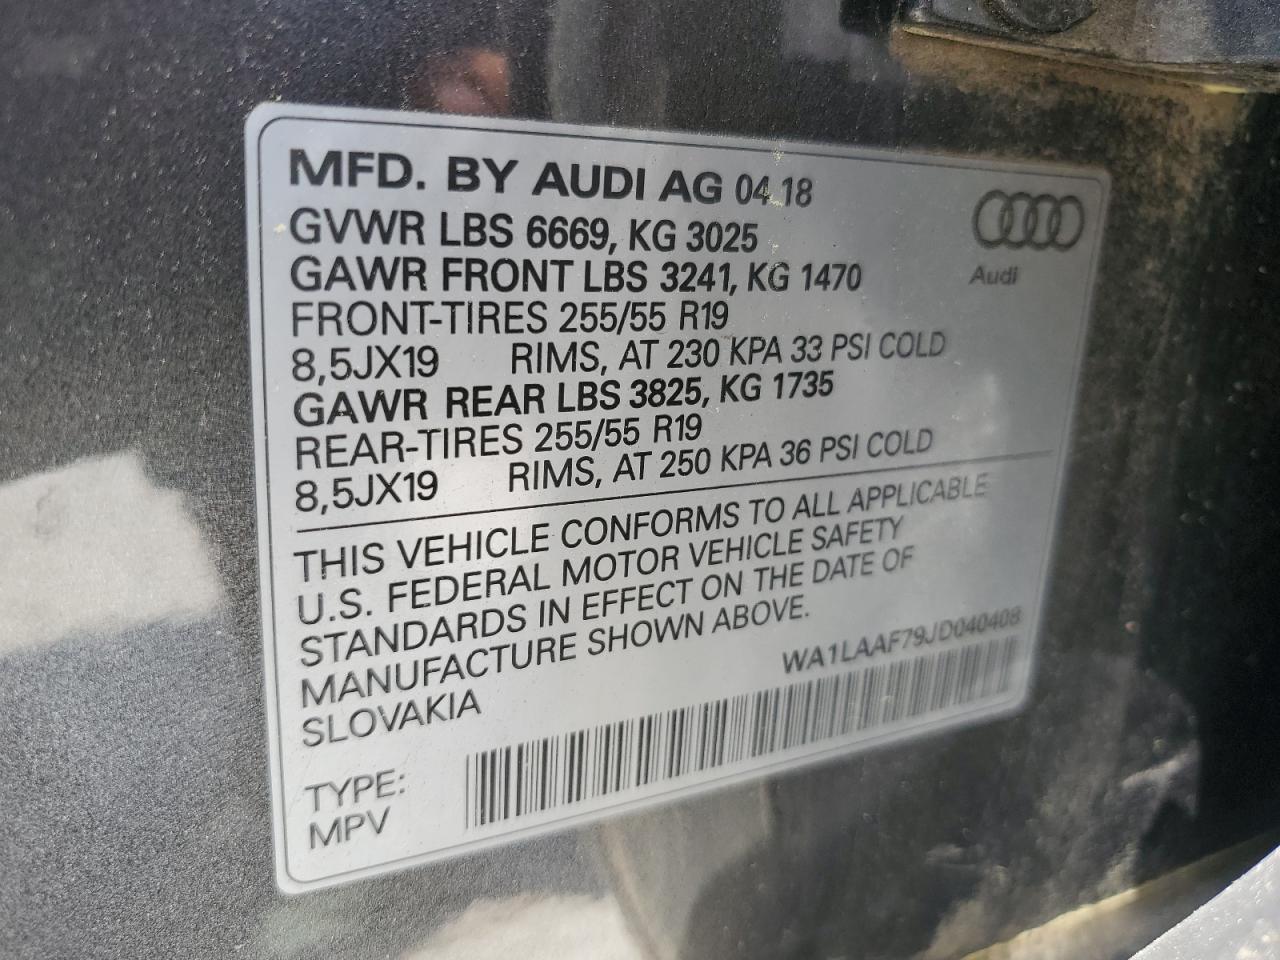 MFD. BY AUDI AG 04.18
GVWR LBS 6669, KG 3025
GAWR FRONT LBS 3241, KG 1470
FRONT-TIRES 255/55 R19
8,5JX19 RIMS, AT 230 KPA 33 PSI COLD
GAWR REAR LBS 3825, KG 1735
REAR-TIRES 255/55 R19
8,5JX19 RIMS, AT 250 KPA 36 PSI COLD
Audi
THIS VEHICLE CONFORMS TO ALL APPLICABLE
U.S. FEDERAL MOTOR VEHICLE SAFETY
STANDARDS IN EFFECT ON THE DATE OF
MANUFACTURE SHOWN ABOVE.
SLOVAKIA
WA1LAAF79JD040408
TYPE:
MPV